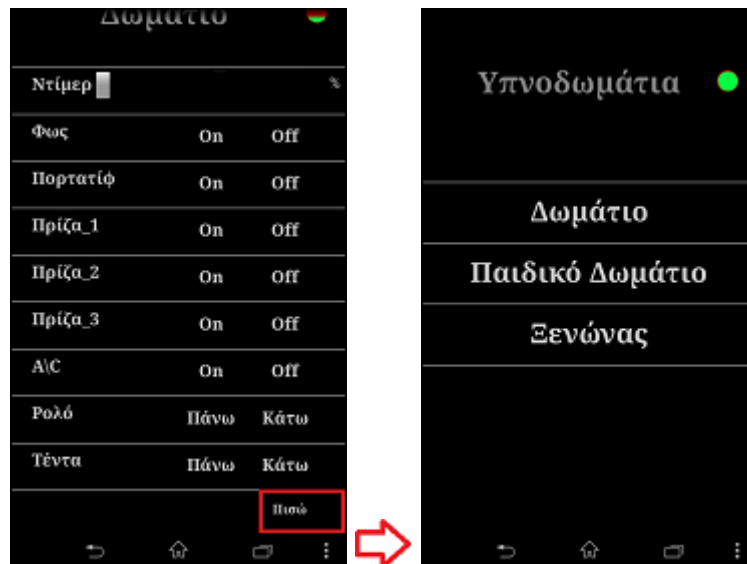 Δωμάτιο
Ντίμερ %
Φως On Off
Πορτατίφ On Off
Πρίζα_1 On Off
Πρίζα_2 On Off
Πρίζα_3 On Off
A\C On Off
Ρολό Πάνω Κάτω
Τέντα Πάνω Κάτω
Πισώ
Υπνοδωμάτια
Δωμάτιο
Παιδικό Δωμάτιο
Ξενώνας